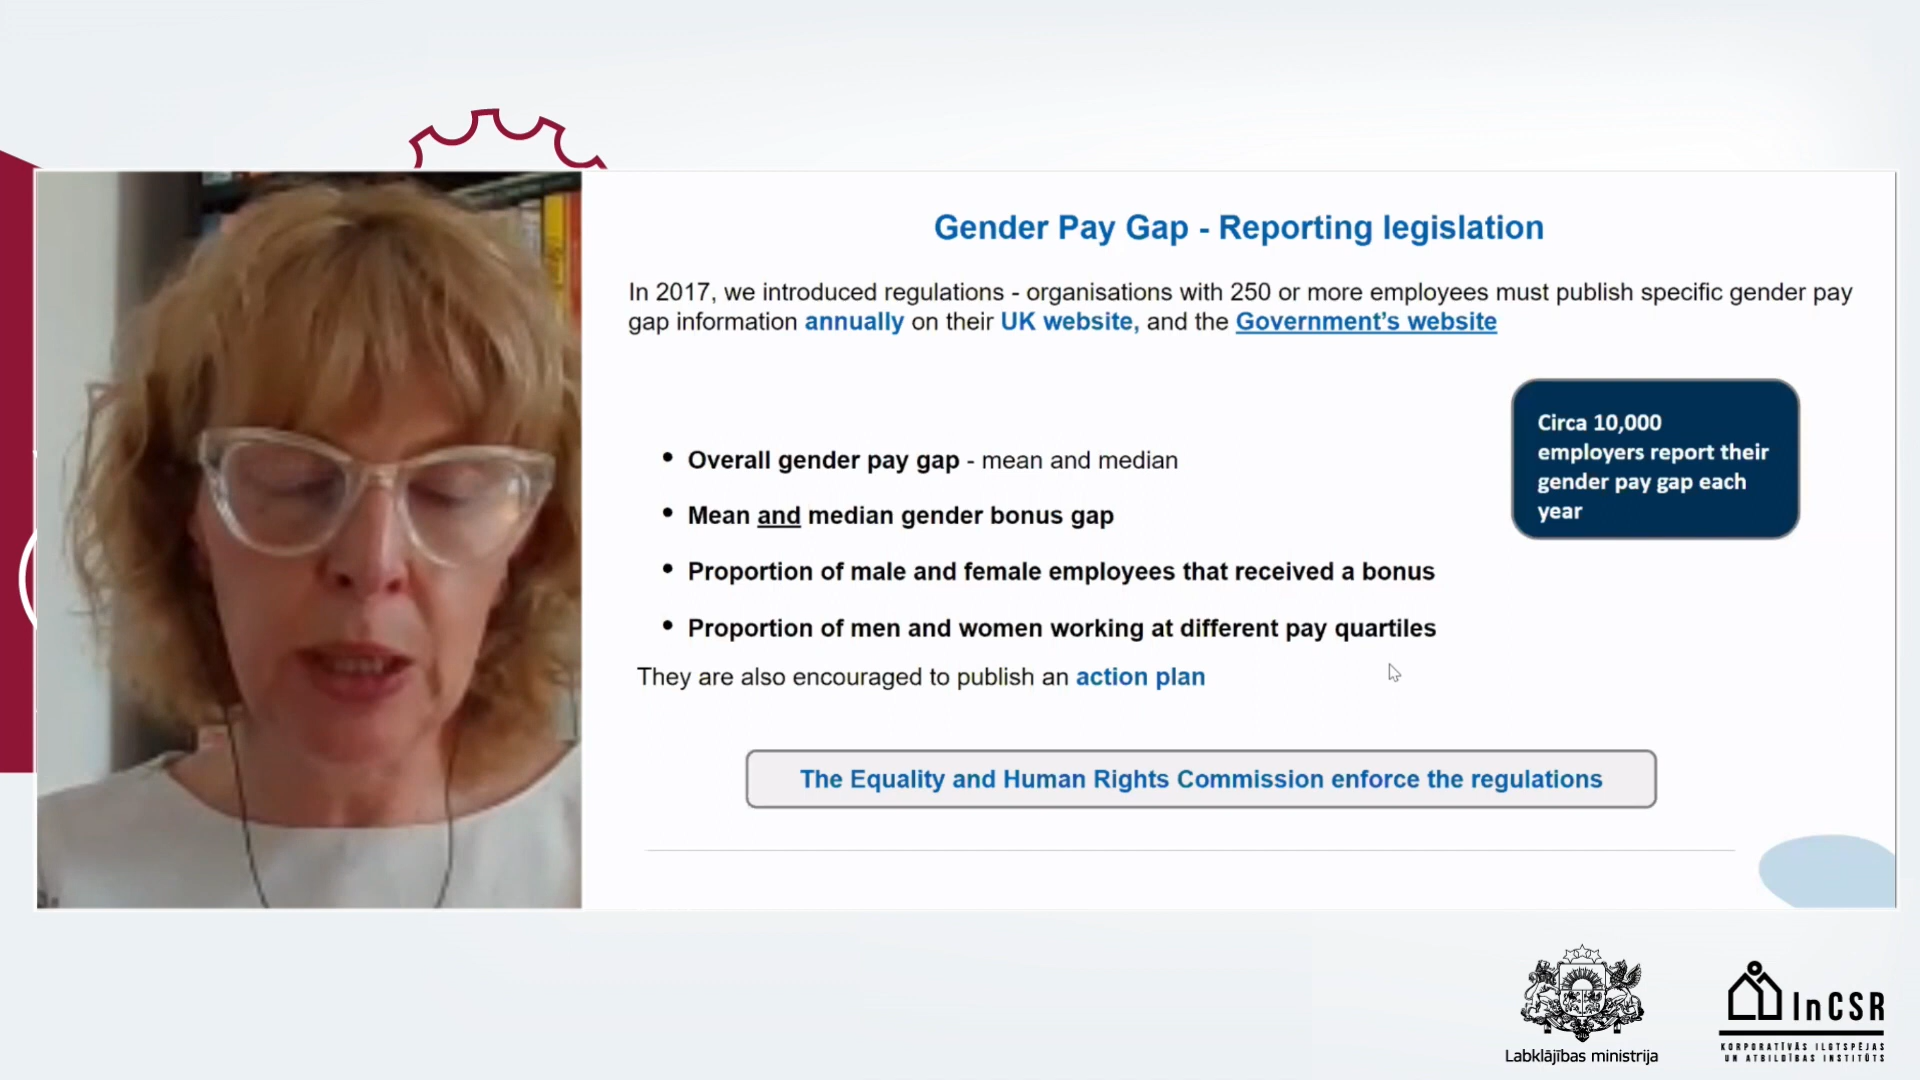 Gender Pay Gap - Reporting legislation
In 2017, we introduced regulations - organisations with 250 or more employees must publish specific gender pay
gap information annually on their UK website, and the Government’s website
Circa 10,000
employers report their
gender pay gap each
year
• Overall gender pay gap - mean and median
• Mean and median gender bonus gap
• Proportion of male and female employees that received a bonus
• Proportion of men and women working at different pay quartiles
They are also encouraged to publish an action plan
The Equality and Human Rights Commission enforce the regulations
Labklājības ministrija
InCSR
KORPORATĪVĀS ILGTSPĒJAS
UN ATBILDĪBAS INSTITŪTS